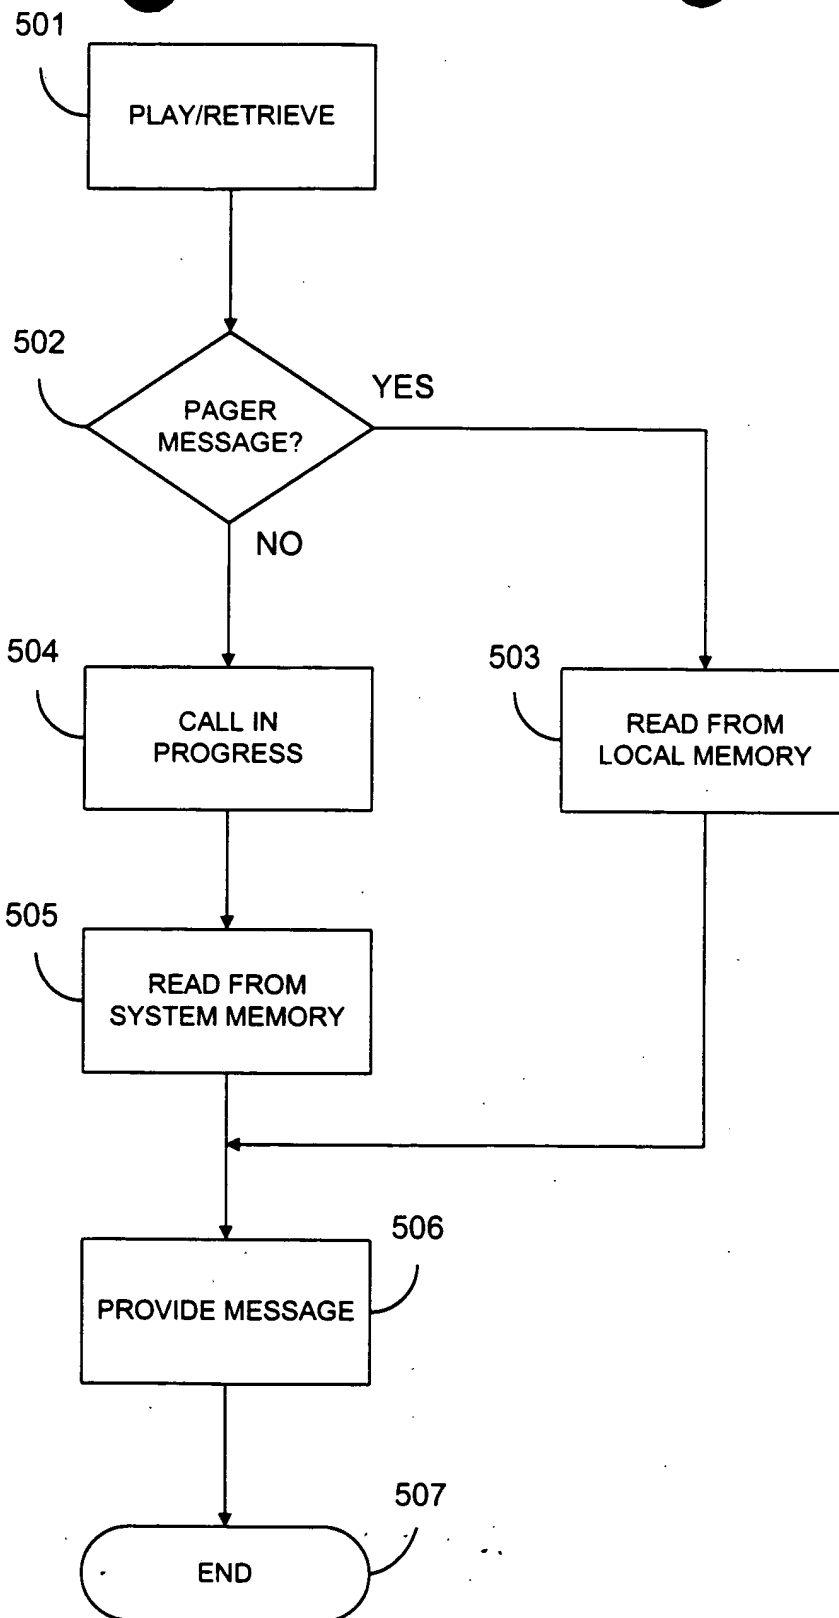 501
PLAY/RETRIEVE
502
YES
PAGER
MESSAGE?
NO
504
CALL IN
PROGRESS
503
READ FROM
LOCAL MEMORY
505
READ FROM
SYSTEM MEMORY
506
PROVIDE MESSAGE
507
END